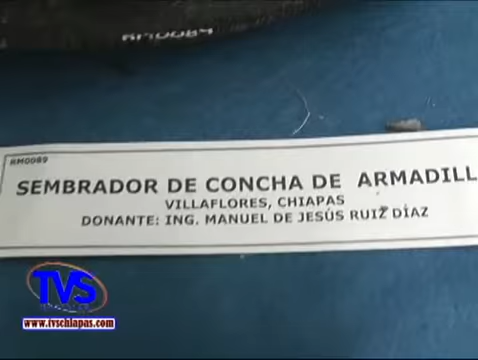 RM0089
RM0089
SEMBRADOR DE CONCHA DE ARMADILL
VILLAFLORES, CHIAPAS
DONANTE: ING. MANUEL DE JESÚS RUIZ DÍAZ
TVS
www.tvschiapas.com